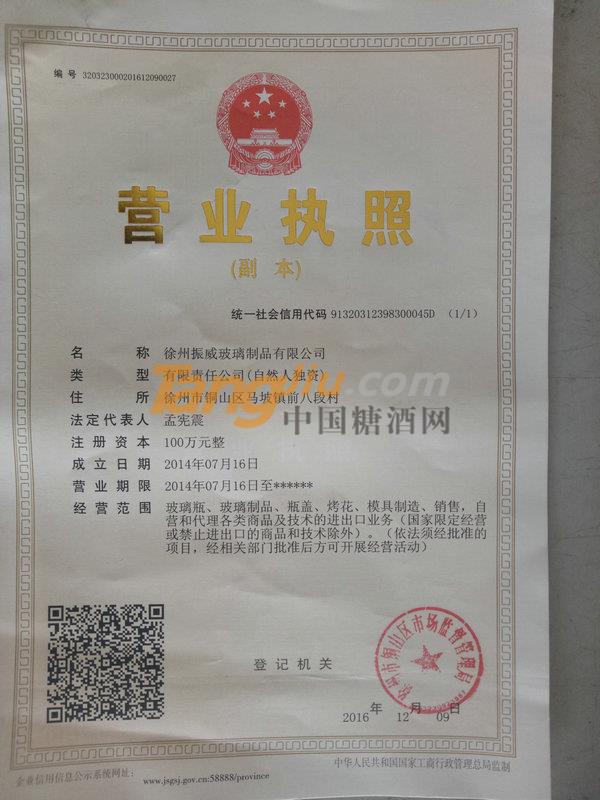 编号 320323000201612090027
营业执照
(副本)
统一社会信用代码 91320312398300045D (1/1)
名称 徐州振威玻璃制品有限公司
类型 有限责任公司(自然人独资)
住所 徐州市铜山区马坡镇前八段村
法定代表人 孟宪震
注册资本 100万元整
成立日期 2014年07月16日
营业期限 2014年07月16日至******
经营范围 玻璃瓶、玻璃制品、瓶盖、烤花、模具制造、销售，自
营和代理各类商品及技术的进出口业务（国家限定经营
或禁止进出口的商品和技术除外）。（依法须经批准的
项目，经相关部门批准后方可开展经营活动）
Tangjiu.com
中国糖酒网
登记机关
徐州市铜山区市场监督管理局
2016年12月09日
企业信用信息公示系统网址： www.jsgsj.gov.cn:58888/province
中华人民共和国国家工商行政管理总局监制